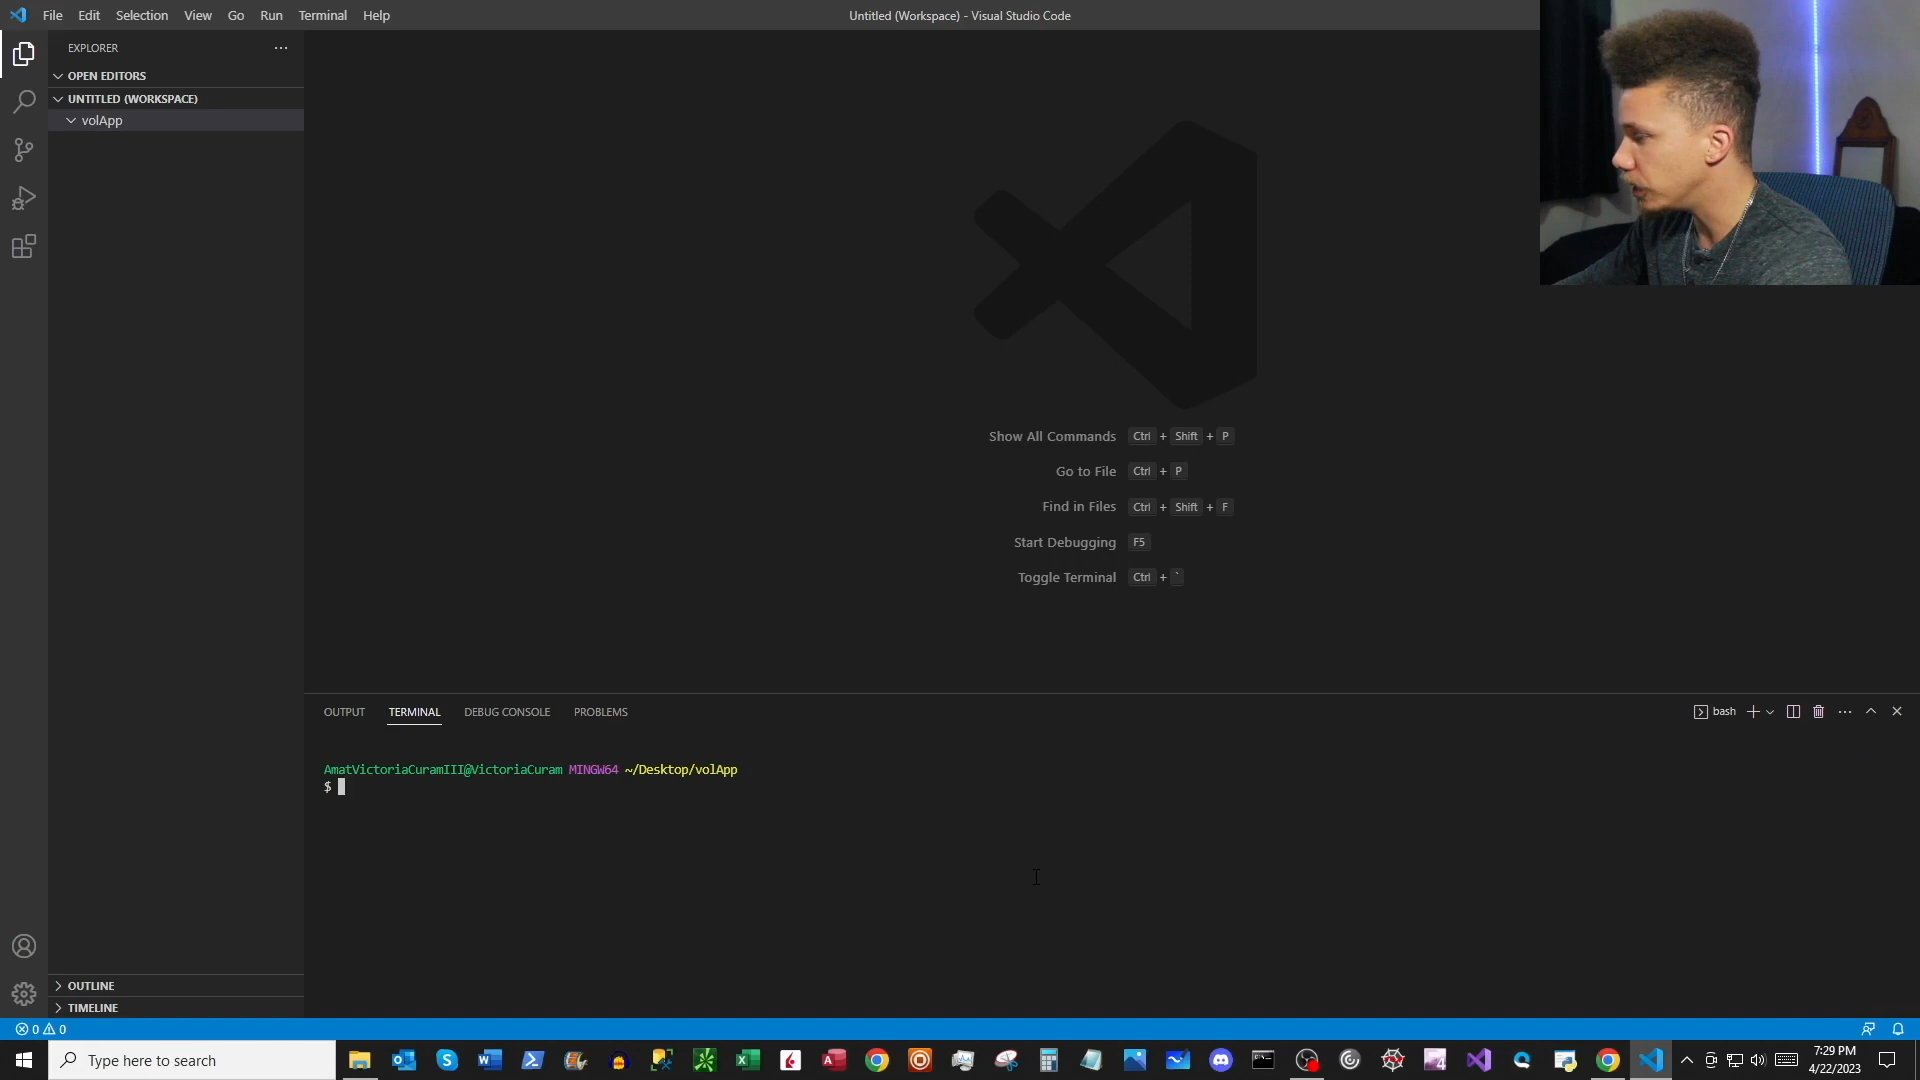 File Edit Selection View Go Run Terminal Help
Untitled (Workspace) - Visual Studio Code
EXPLORER
OPEN EDITORS
UNTITLED (WORKSPACE)
volApp
Show All Commands Ctrl + Shift + P
Go to File Ctrl + P
Find in Files Ctrl + Shift + F
Start Debugging F5
Toggle Terminal Ctrl + `
OUTPUT TERMINAL DEBUG CONSOLE PROBLEMS
bash
AmatVictoriaCuramIII@VictoriaCuram MINGW64 ~/Desktop/volApp
$
OUTLINE
TIMELINE
0 0
Type here to search
7:29 PM
4/22/2023